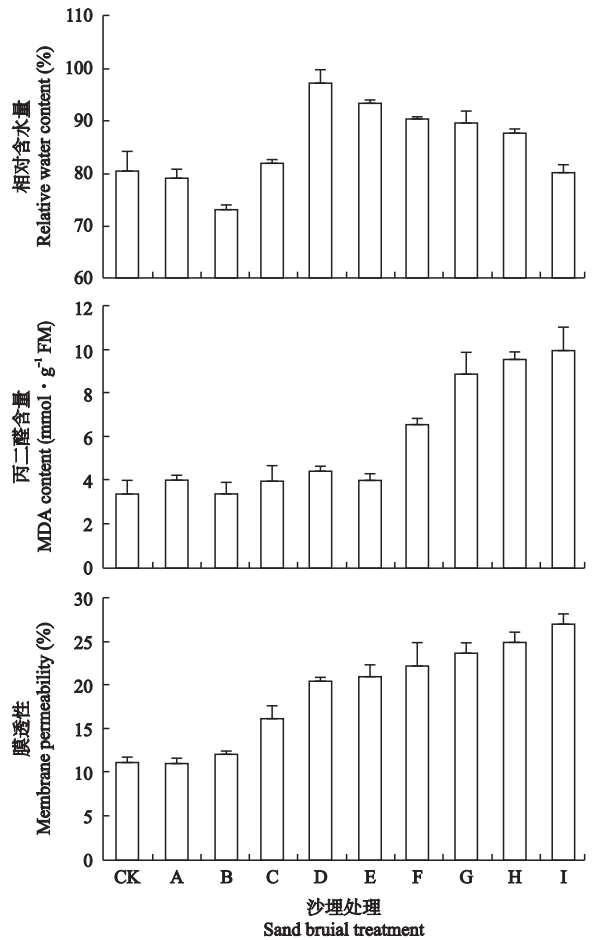 110
100
90
80
70
60
相对含水量
Relative water content (%)
12
10
8
6
4
2
0
丙二醛含量
MDA content (mmol·g⁻¹ FM)
30
25
20
15
10
5
0
膜透性
Membrane permeability (%)
CK A B C D E F G H I
沙埋处理
Sand bruial treatment